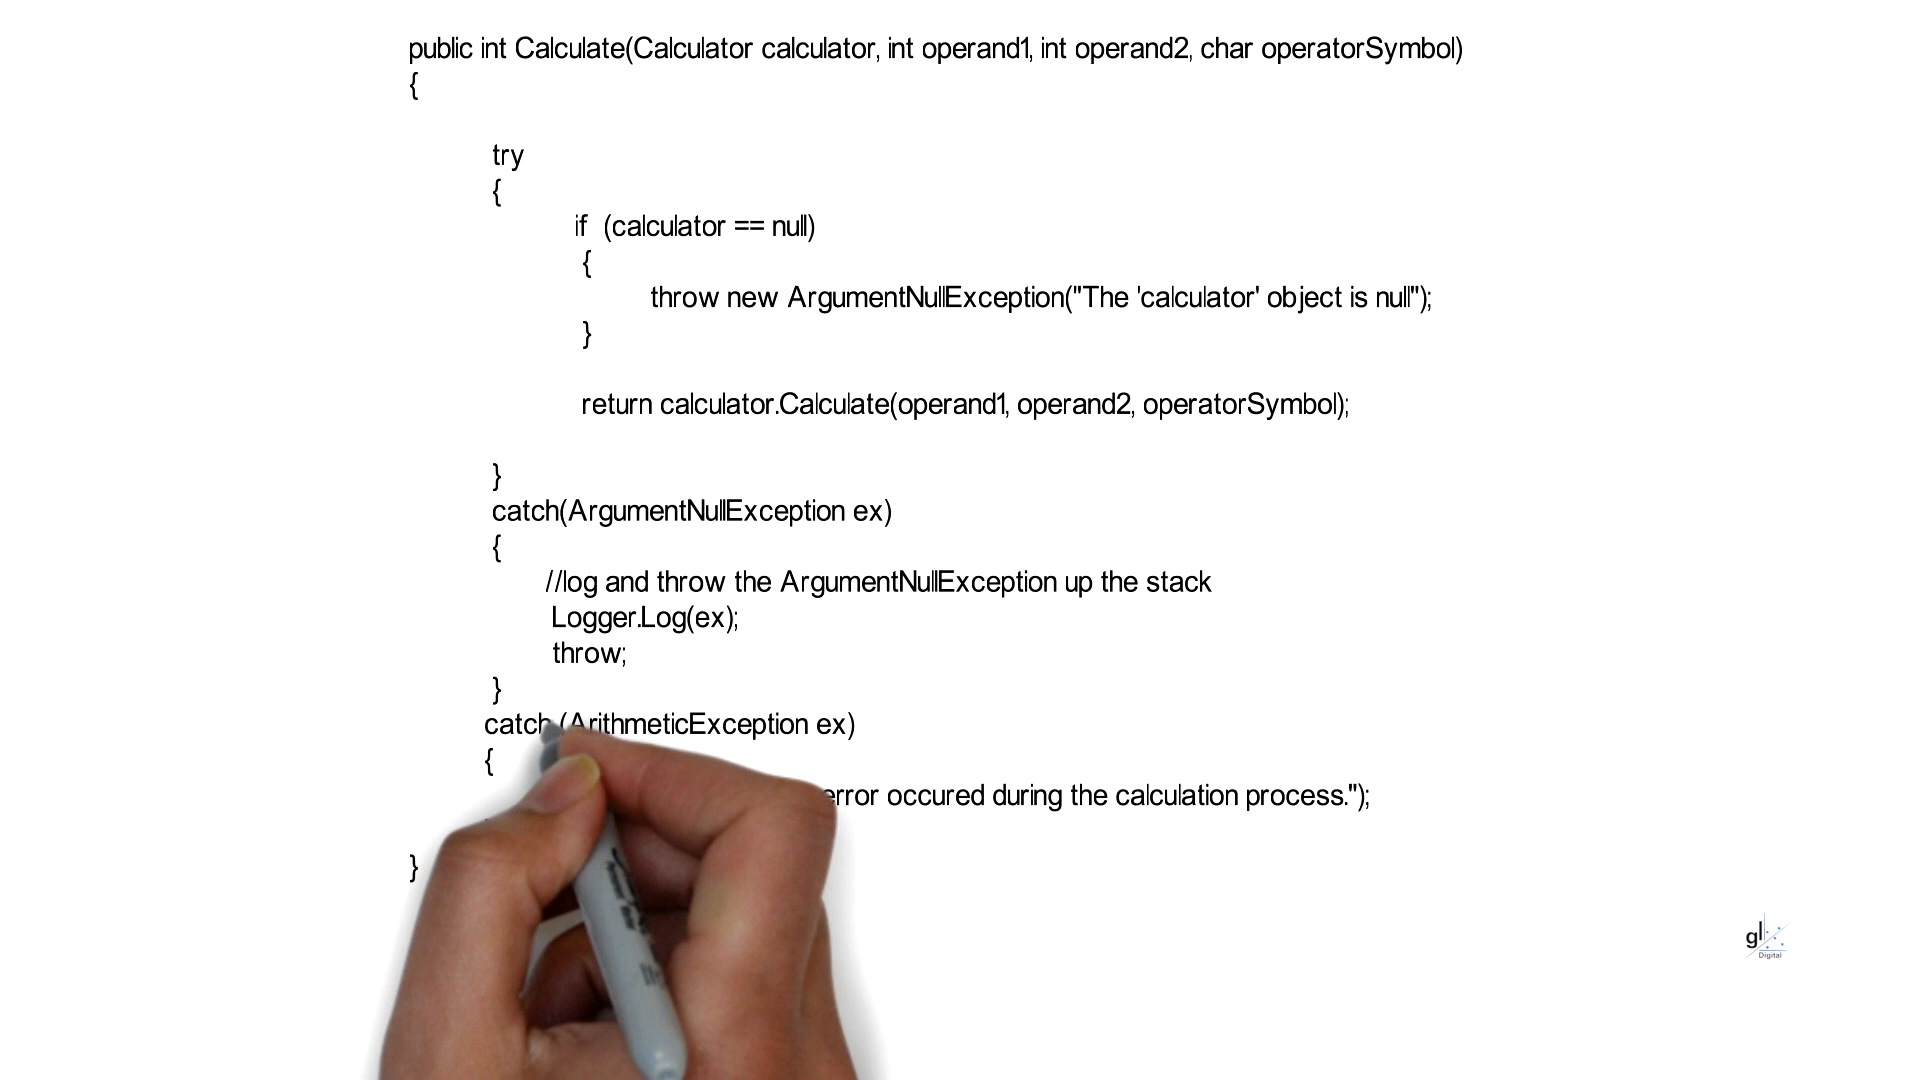 public int Calculate(Calculator calculator, int operand1, int operand2, char operatorSymbol)
{
try
{
if (calculator == null)
{
throw new ArgumentNullException("The 'calculator' object is null");
}
return calculator.Calculate(operand1, operand2, operatorSymbol);
}
catch(ArgumentNullException ex)
{
//log and throw the ArgumentNullException up the stack
Logger.Log(ex);
throw;
}
catch (ArithmeticException ex)
{
error occured during the calculation process.");
}
gl
Digital